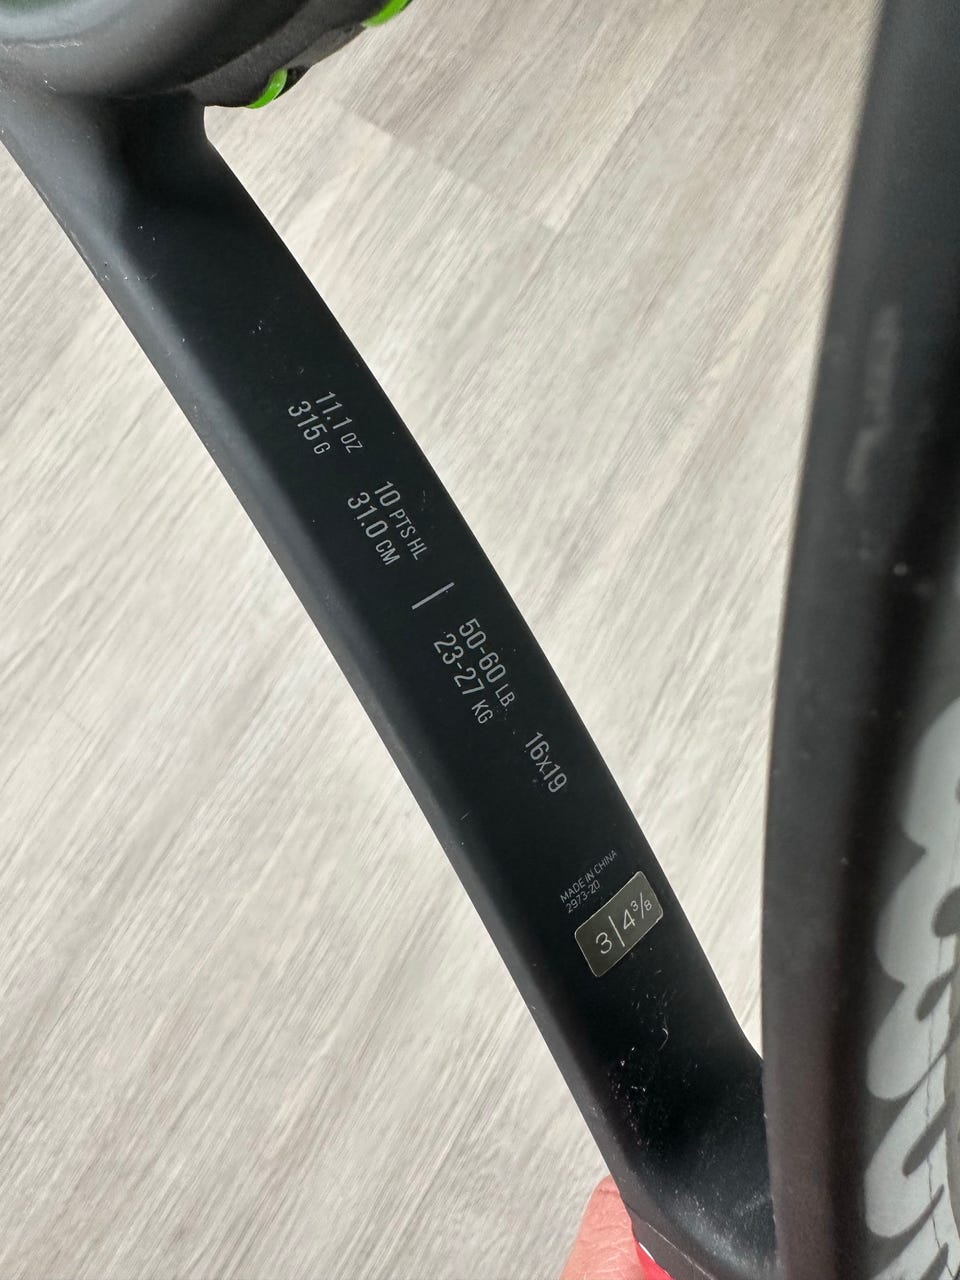 11.1 OZ
315 G
10 PTS HL
31.0 CM
50-60 LB
23-27 KG
16x19
MADE IN CHINA
2973-20
3|4 3/8